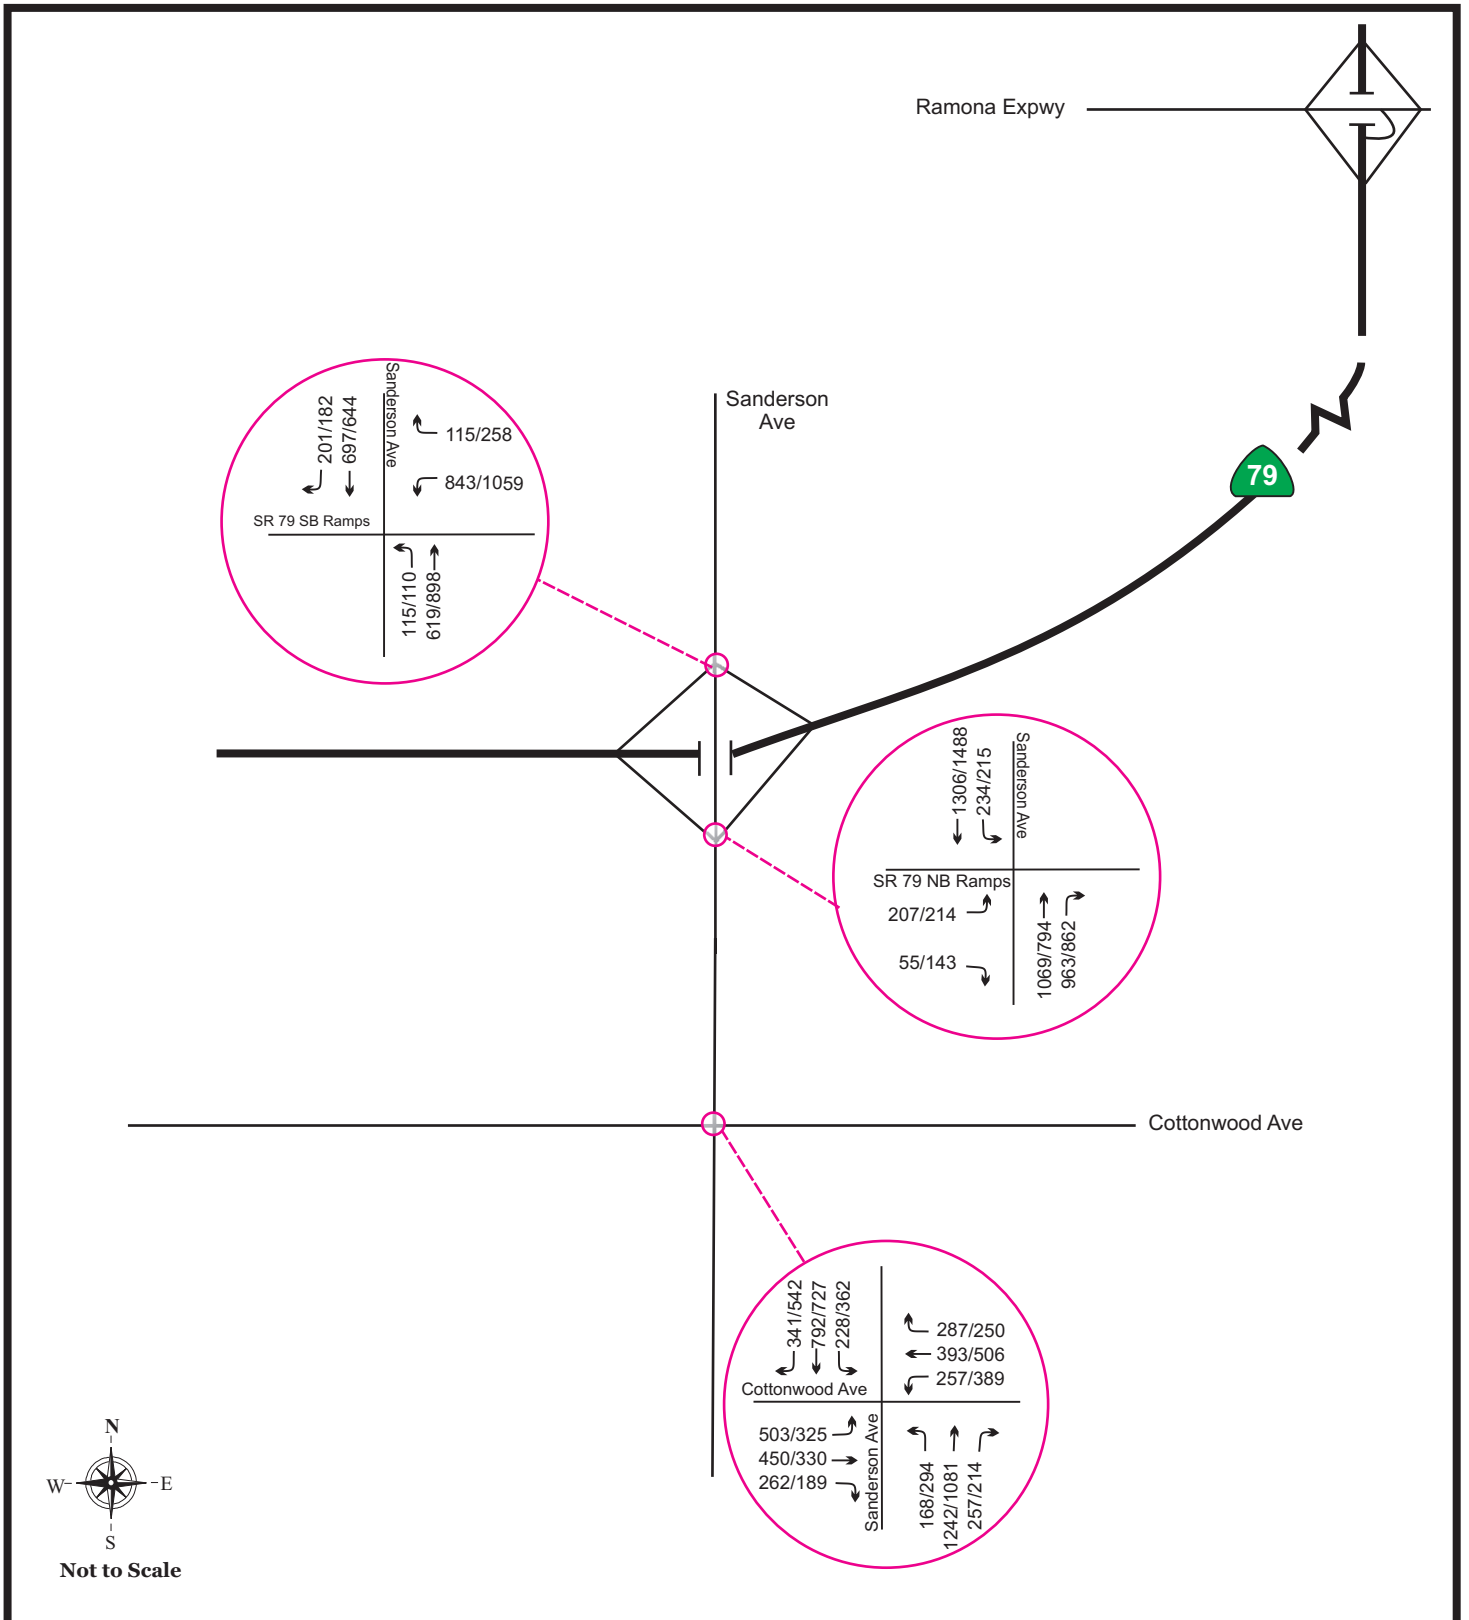 Ramona Expwy
Sanderson
Ave
79
201/182
697/644
Sanderson Ave
115/258
843/1059
SR 79 SB Ramps
115/110
619/898
1306/1488
234/215
Sanderson Ave
SR 79 NB Ramps
207/214
55/143
1069/794
963/862
Cottonwood Ave
341/542
792/727
228/362
287/250
393/506
257/389
Cottonwood Ave
503/325
450/330
262/189
Sanderson Ave
168/294
1242/1081
257/214
N
W
E
S
Not to Scale